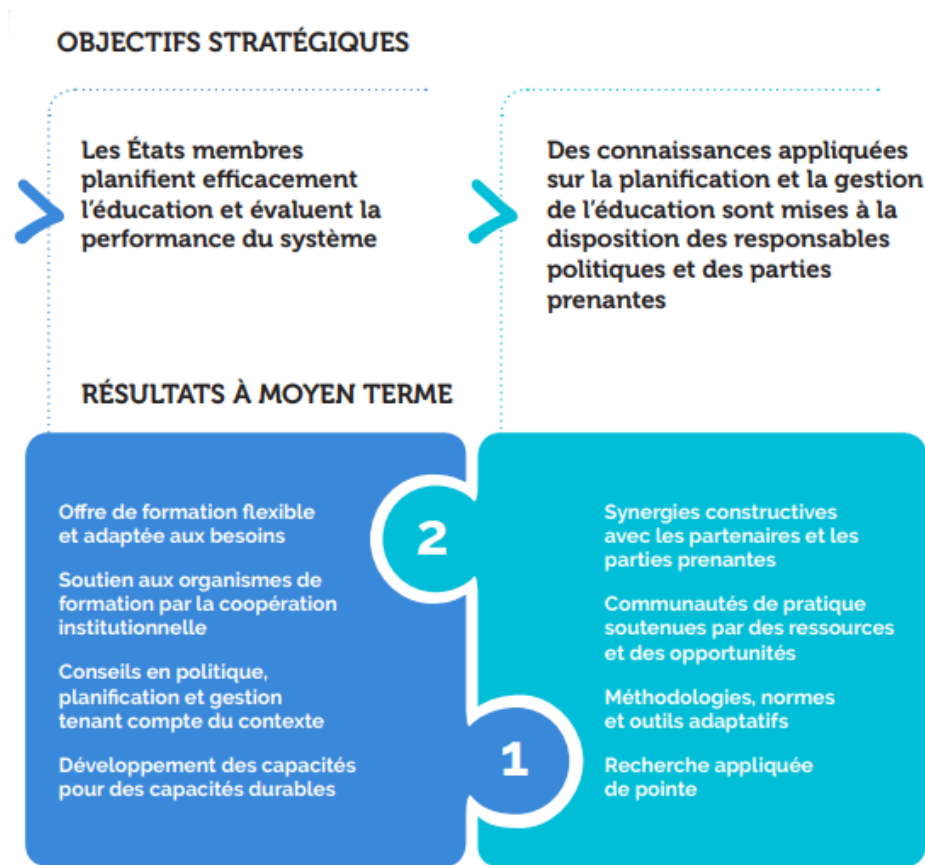 OBJECTIFS STRATÉGIQUES
Les États membres
planifient efficacement
l'éducation et évaluent la
performance du système
Des connaissances appliquées
sur la planification et la gestion
de l'éducation sont mises à la
disposition des responsables
politiques et des parties
prenantes
RÉSULTATS À MOYEN TERME
Offre de formation flexible
et adaptée aux besoins
Soutien aux organismes de
formation par la coopération
institutionnelle
Conseils en politique,
planification et gestion
tenant compte du contexte
Développement des capacités
pour des capacités durables
2
1
Synergies constructives
avec les partenaires et les
parties prenantes
Communautés de pratique
soutenues par des ressources
et des opportunités
Méthodologies, normes
et outils adaptatifs
Recherche appliquée
de pointe